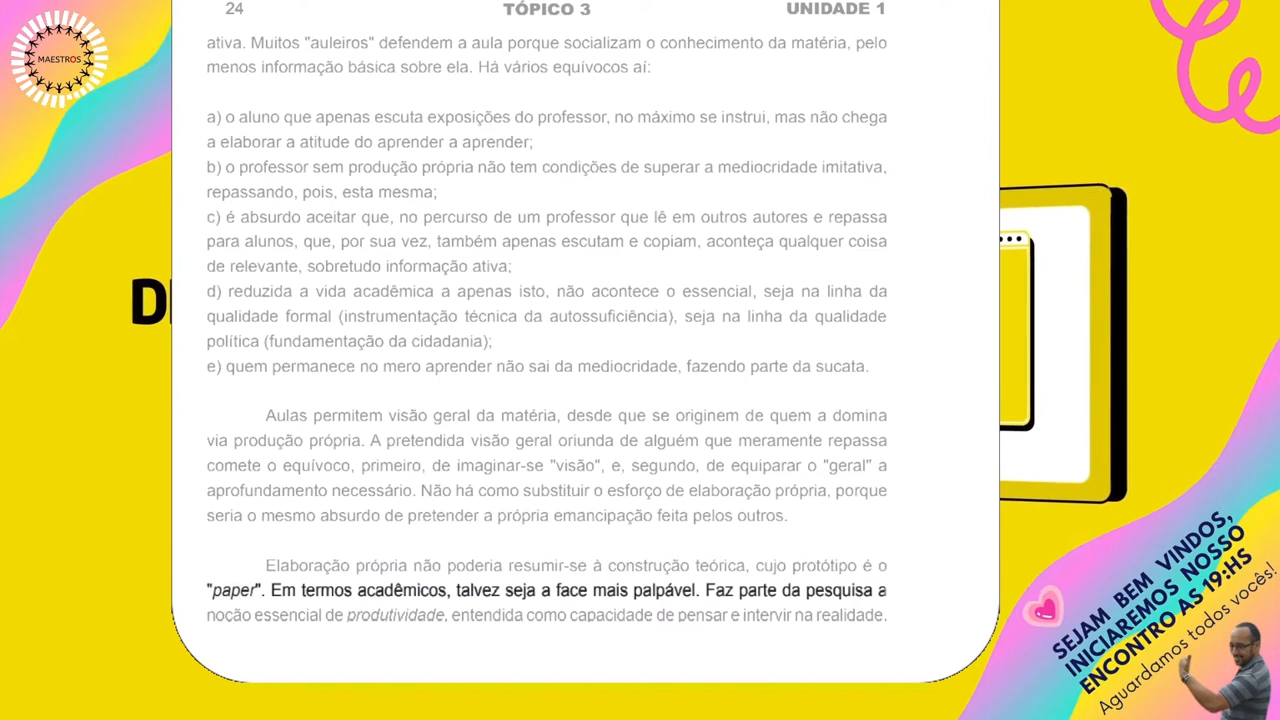 MAESTROS
24 TÓPICO 3 UNIDADE 1
ativa. Muitos "auleiros" defendem a aula porque socializam o conhecimento da matéria, pelo
menos informação básica sobre ela. Há vários equívocos aí:
a) o aluno que apenas escuta exposições do professor, no máximo se instrui, mas não chega
a elaborar a atitude do aprender a aprender;
b) o professor sem produção própria não tem condições de superar a mediocridade imitativa,
repassando, pois, esta mesma;
c) é absurdo aceitar que, no percurso de um professor que lê em outros autores e repassa
para alunos, que, por sua vez, também apenas escutam e copiam, aconteça qualquer coisa
de relevante, sobretudo informação ativa;
d) reduzida a vida acadêmica a apenas isto, não acontece o essencial, seja na linha da
qualidade formal (instrumentação técnica da autossuficiência), seja na linha da qualidade
política (fundamentação da cidadania);
e) quem permanece no mero aprender não sai da mediocridade, fazendo parte da sucata.
Aulas permitem visão geral da matéria, desde que se originem de quem a domina
via produção própria. A pretendida visão geral oriunda de alguém que meramente repassa
comete o equívoco, primeiro, de imaginar-se "visão", e, segundo, de equiparar o "geral" a
aprofundamento necessário. Não há como substituir o esforço de elaboração própria, porque
seria o mesmo absurdo de pretender a própria emancipação feita pelos outros.
Elaboração própria não poderia resumir-se à construção teórica, cujo protótipo é o
"paper". Em termos acadêmicos, talvez seja a face mais palpável. Faz parte da pesquisa a
noção essencial de produtividade, entendida como capacidade de pensar e intervir na realidade.
SEJAM BEM VINDOS,
INICIAREMOS NOSSO
ENCONTRO AS 19:HS
Aguardamos todos vocês!